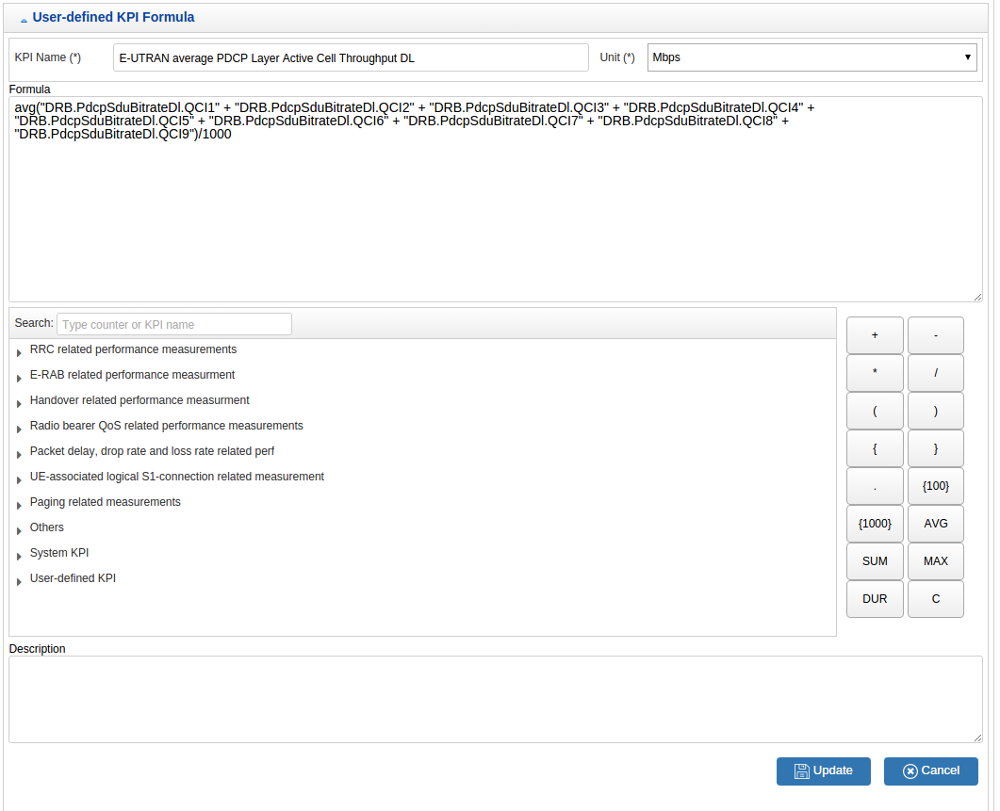 User-defined KPI Formula
KPI Name (*) E-UTRAN average PDCP Layer Active Cell Throughput DL Unit (*) Mbps
Formula
avg("DRB.PdcpSduBitrateDl.QCI1" + "DRB.PdcpSduBitrateDl.QCI2" + "DRB.PdcpSduBitrateDl.QCI3" + "DRB.PdcpSduBitrateDl.QCI4" +
"DRB.PdcpSduBitrateDl.QCI5" + "DRB.PdcpSduBitrateDl.QCI6" + "DRB.PdcpSduBitrateDl.QCI7" + "DRB.PdcpSduBitrateDl.QCI8" +
"DRB.PdcpSduBitrateDl.QCI9")/1000
Search: Type counter or KPI name
RRC related performance measurements
E-RAB related performance measurment
Handover related performance measurment
Radio bearer QoS related performance measurements
Packet delay, drop rate and loss rate related perf
UE-associated logical S1-connection related measurement
Paging related measurements
Others
System KPI
User-defined KPI
+ -
* /
( )
{ }
. {100}
{1000} AVG
SUM MAX
DUR C
Description
Update Cancel